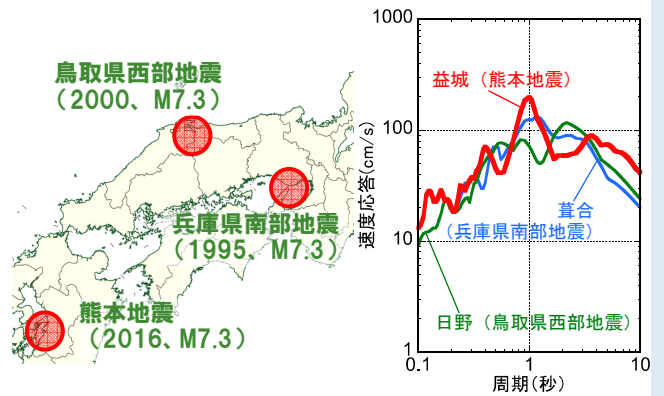 鳥取県西部地震
（2000、M7.3）
兵庫県南部地震
（1995、M7.3）
熊本地震
（2016、M7.3）
1000
100
10
1
速度応答(cm/s)
益城（熊本地震）
葺合
（兵庫県南部地震）
日野（鳥取県西部地震）
0.1
1
10
周期(秒)